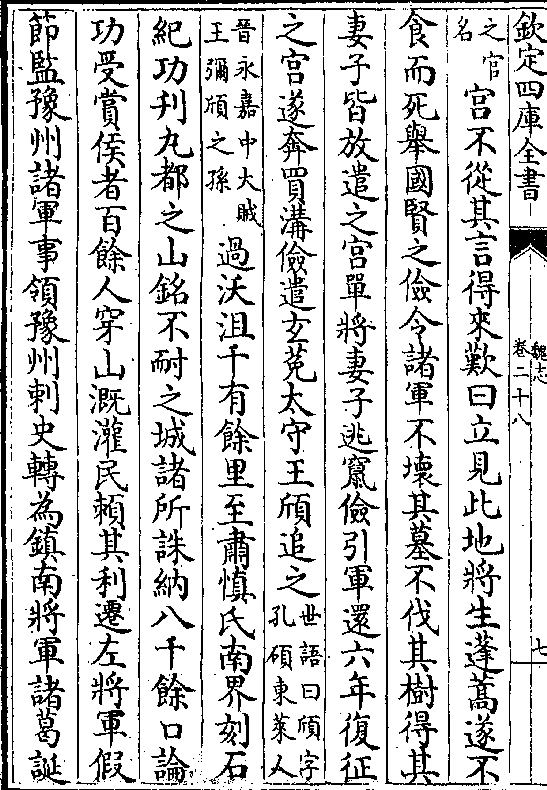 欽定四庫全書
魏志
卷二十八
七
之官
名
宫不從其言得來歎曰立見此地將生蓬蒿遂不
食而死舉國賢之儉令諸軍不壞其墓不伐其樹得其
妻子皆放遣之宫單將妻子逃竄儉引軍還六年復征
之宫遂奔買溝儉遣玄菟太守王頎追之
世語曰頎字
孔碩東萊人
晉永嘉中大賊
王彌頎之孫
過沃沮千有餘里至肅慎氏南界刻石
紀功刋丸都之山銘不耐之城諸所誅納八千餘口論
功受賞侯者百餘人穿山溉灌民賴其利遷左將軍假
節監豫州諸軍事領豫州刺史轉為鎮南將軍諸葛誕